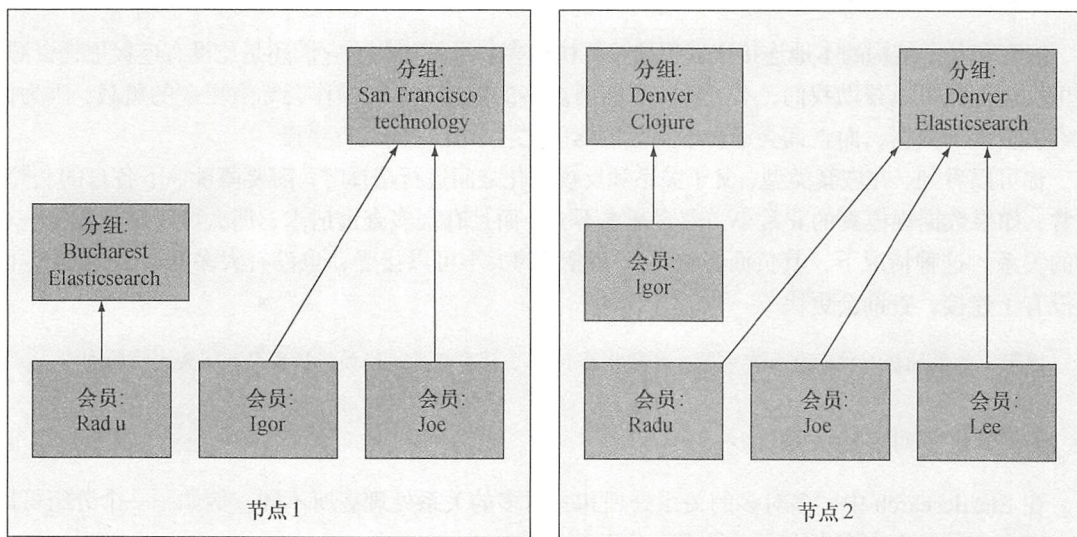 分组:
San Francisco
technology
分组:
Bucharest
Elasticsearch
会员:
Rad u
会员:
Igor
会员:
Joe
节点1
分组:
Denver
Clojure
分组:
Denver
Elasticsearch
会员:
Igor
会员:
Radu
会员:
Joe
会员:
Lee
节点2